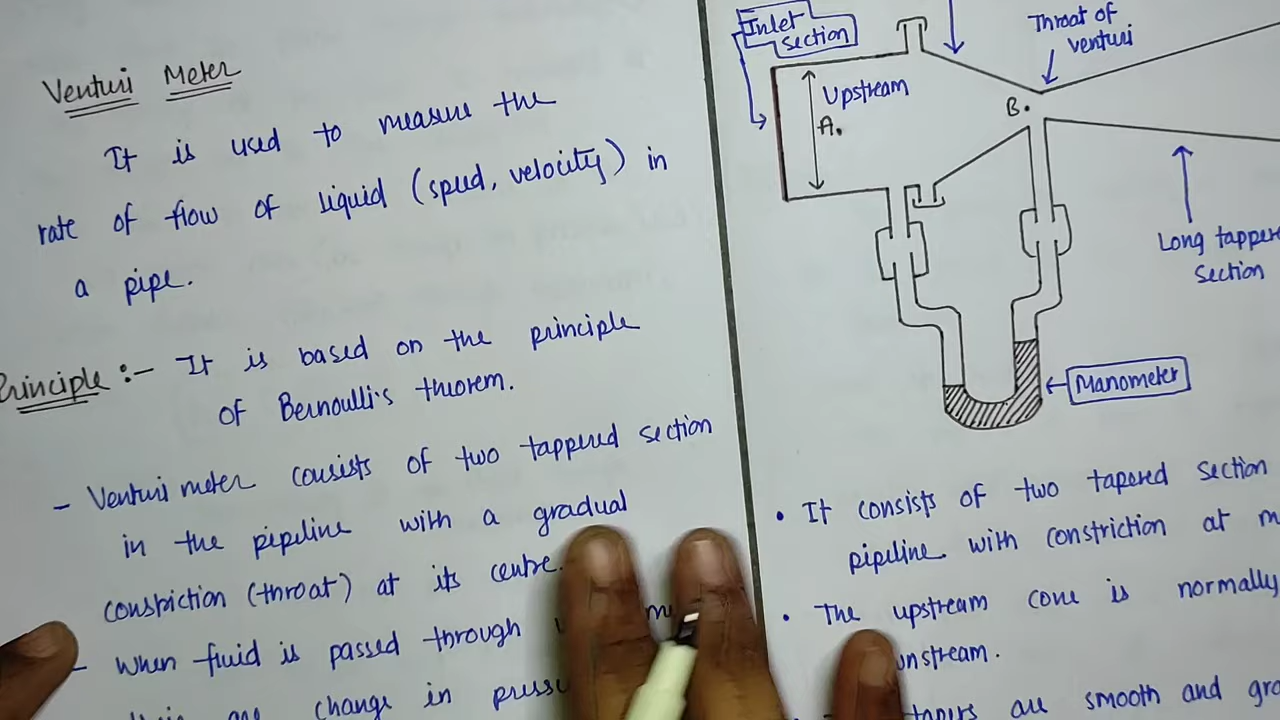 Venturi Meter
It is used to measure the
rate of flow of liquid (speed, velocity) in
a pipe.
Principle :- It is based on the principle
of Bernoulli's theorem.
- Venturi meter consists of two tappered section
in the pipeline with a gradual
constriction (throat) at its centre.
- When fluid is passed through
change in
Inlet
section
Throat of
venturi
Upstream
A.
B.
Long tappere
section
Manometer
• It consists of two tapered section
pipeline with constriction at
• The upstream cone is normally
are smooth and